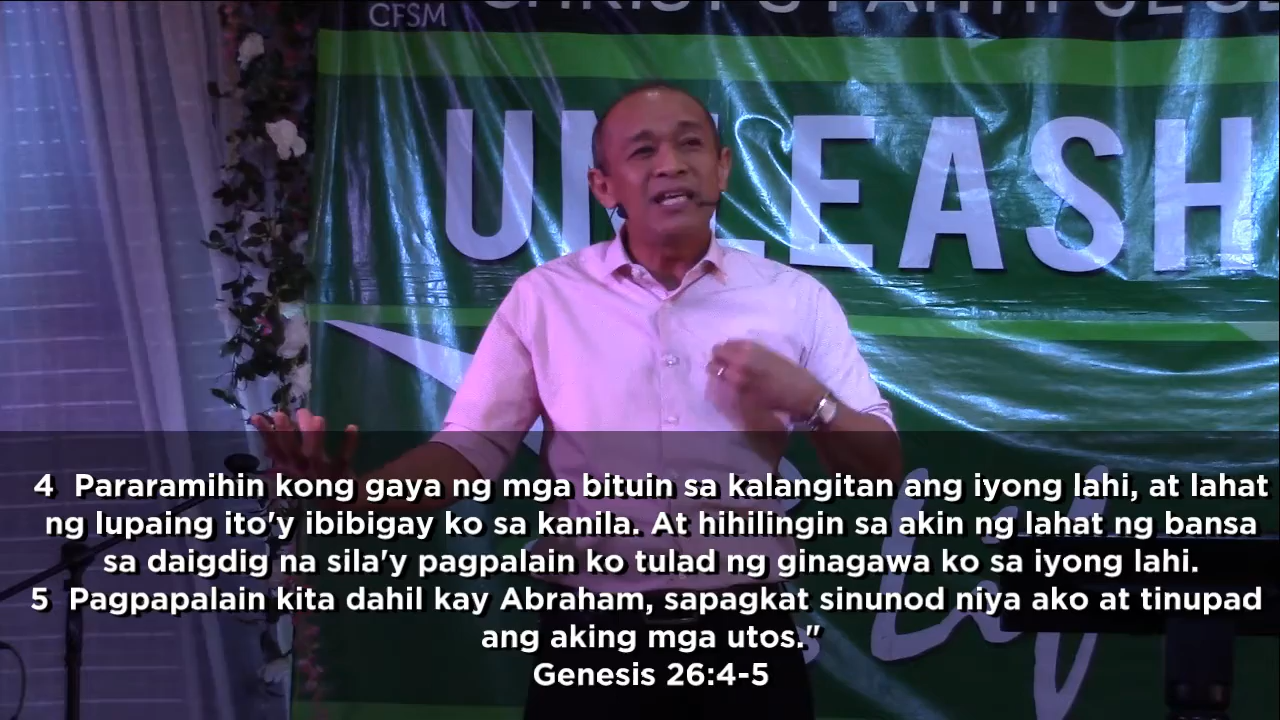 CFSM
UNLEASH
4 Pararamihin kong gaya ng mga bituin sa kalangitan ang iyong lahi, at lahat
ng lupaing ito'y ibibigay ko sa kanila. At hihilingin sa akin ng lahat ng bansa
sa daigdig na sila'y pagpalain ko tulad ng ginagawa ko sa iyong lahi.
5 Pagpapalain kita dahil kay Abraham, sapagkat sinunod niya ako at tinupad
ang aking mga utos."
Genesis 26:4-5